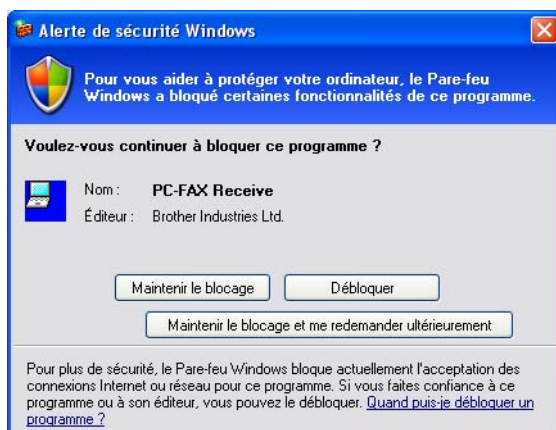 Alerte de sécurité Windows
Pour vous aider à protéger votre ordinateur, le Pare-feu
Windows a bloqué certaines fonctionnalités de ce programme.
Voulez-vous continuer à bloquer ce programme ?
Nom : PC-FAX Receive
Éditeur : Brother Industries Ltd.
Maintenir le blocage Débloquer
Maintenir le blocage et me redemander ultérieurement
Pour plus de sécurité, le Pare-feu Windows bloque actuellement l'acceptation des
connexions Internet ou réseau pour ce programme. Si vous faites confiance à ce
programme ou à son éditeur, vous pouvez le débloquer. Quand puis-je débloquer un
programme ?